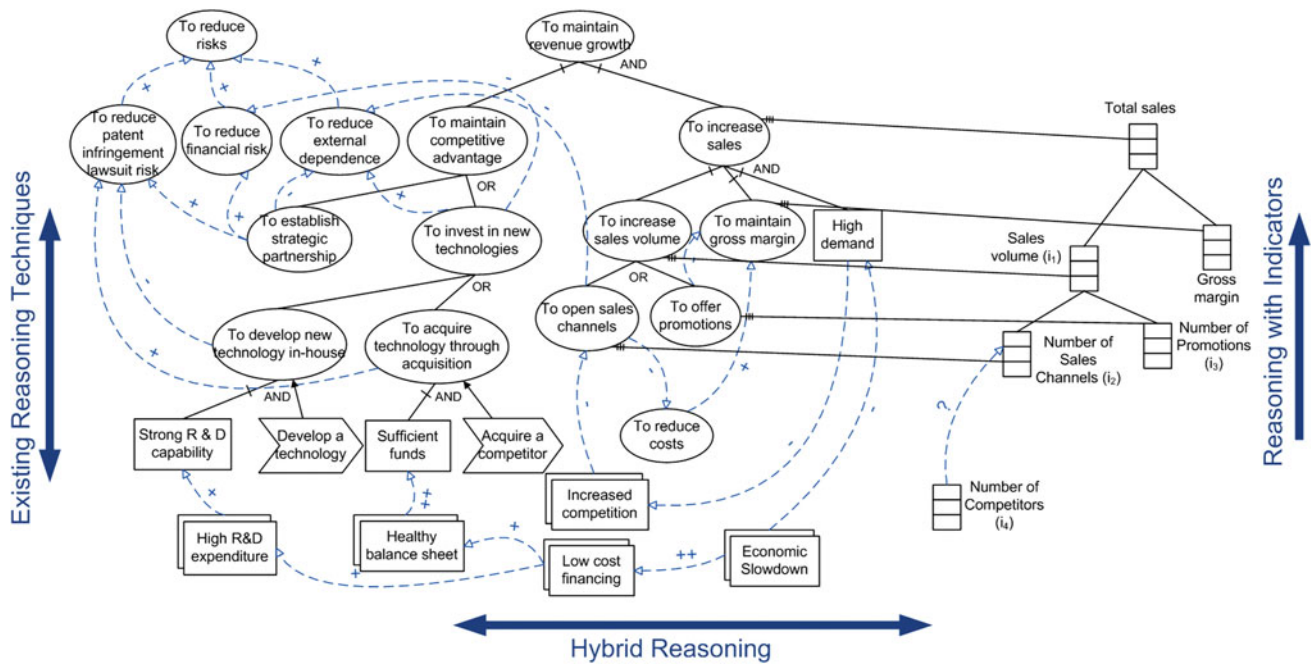 To reduce
risks
To maintain
revenue growth
AND
To reduce
patent
infringement
lawsuit risk
To reduce
financial risk
To reduce
external
dependence
To maintain
competitive
advantage
To increase
sales
Total sales
OR
AND
To establish
strategic
partnership
To invest in new
technologies
To increase
sales volume
To maintain
gross margin
High
demand
Sales
volume (i1)
Gross
margin
OR
OR
To open sales
channels
To offer
promotions
To develop new
technology in-house
To acquire
technology through
acquisition
Number of
Sales
Channels (i2)
Number of
Promotions (i3)
AND
AND
Strong R & D
capability
Develop a
technology
Sufficient
funds
Acquire a
competitor
To reduce
costs
?
High R&D
expenditure
Healthy
balance sheet
Increased
competition
Low cost
financing
Economic
Slowdown
Number of
Competitors
(i4)
+
+
+
-
-
+
+
-
+
-
-
+
-
-
+
-
-
-
+
++
+
+
++
Existing Reasoning Techniques
Hybrid Reasoning
Reasoning with Indicators